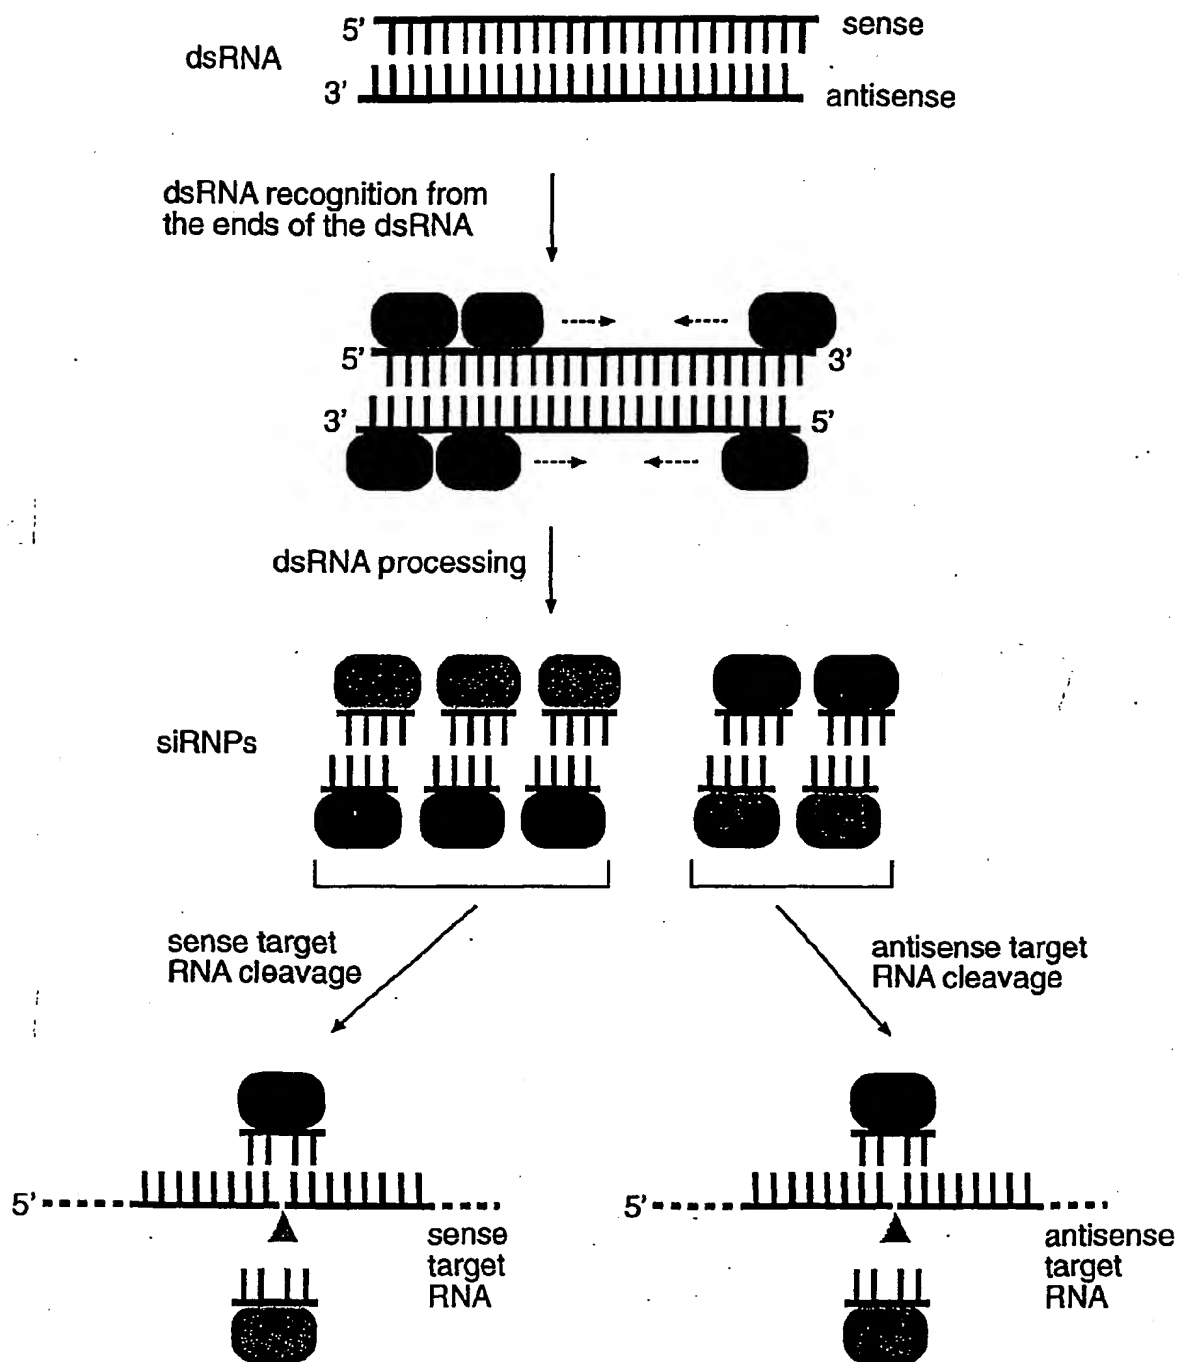 5' sense
dsRNA
3' antisense
dsRNA recognition from
the ends of the dsRNA
5' 3'
3' 5'
dsRNA processing
siRNPs
sense target
RNA cleavage
antisense target
RNA cleavage
5'
sense
target
RNA
5'
antisense
target
RNA